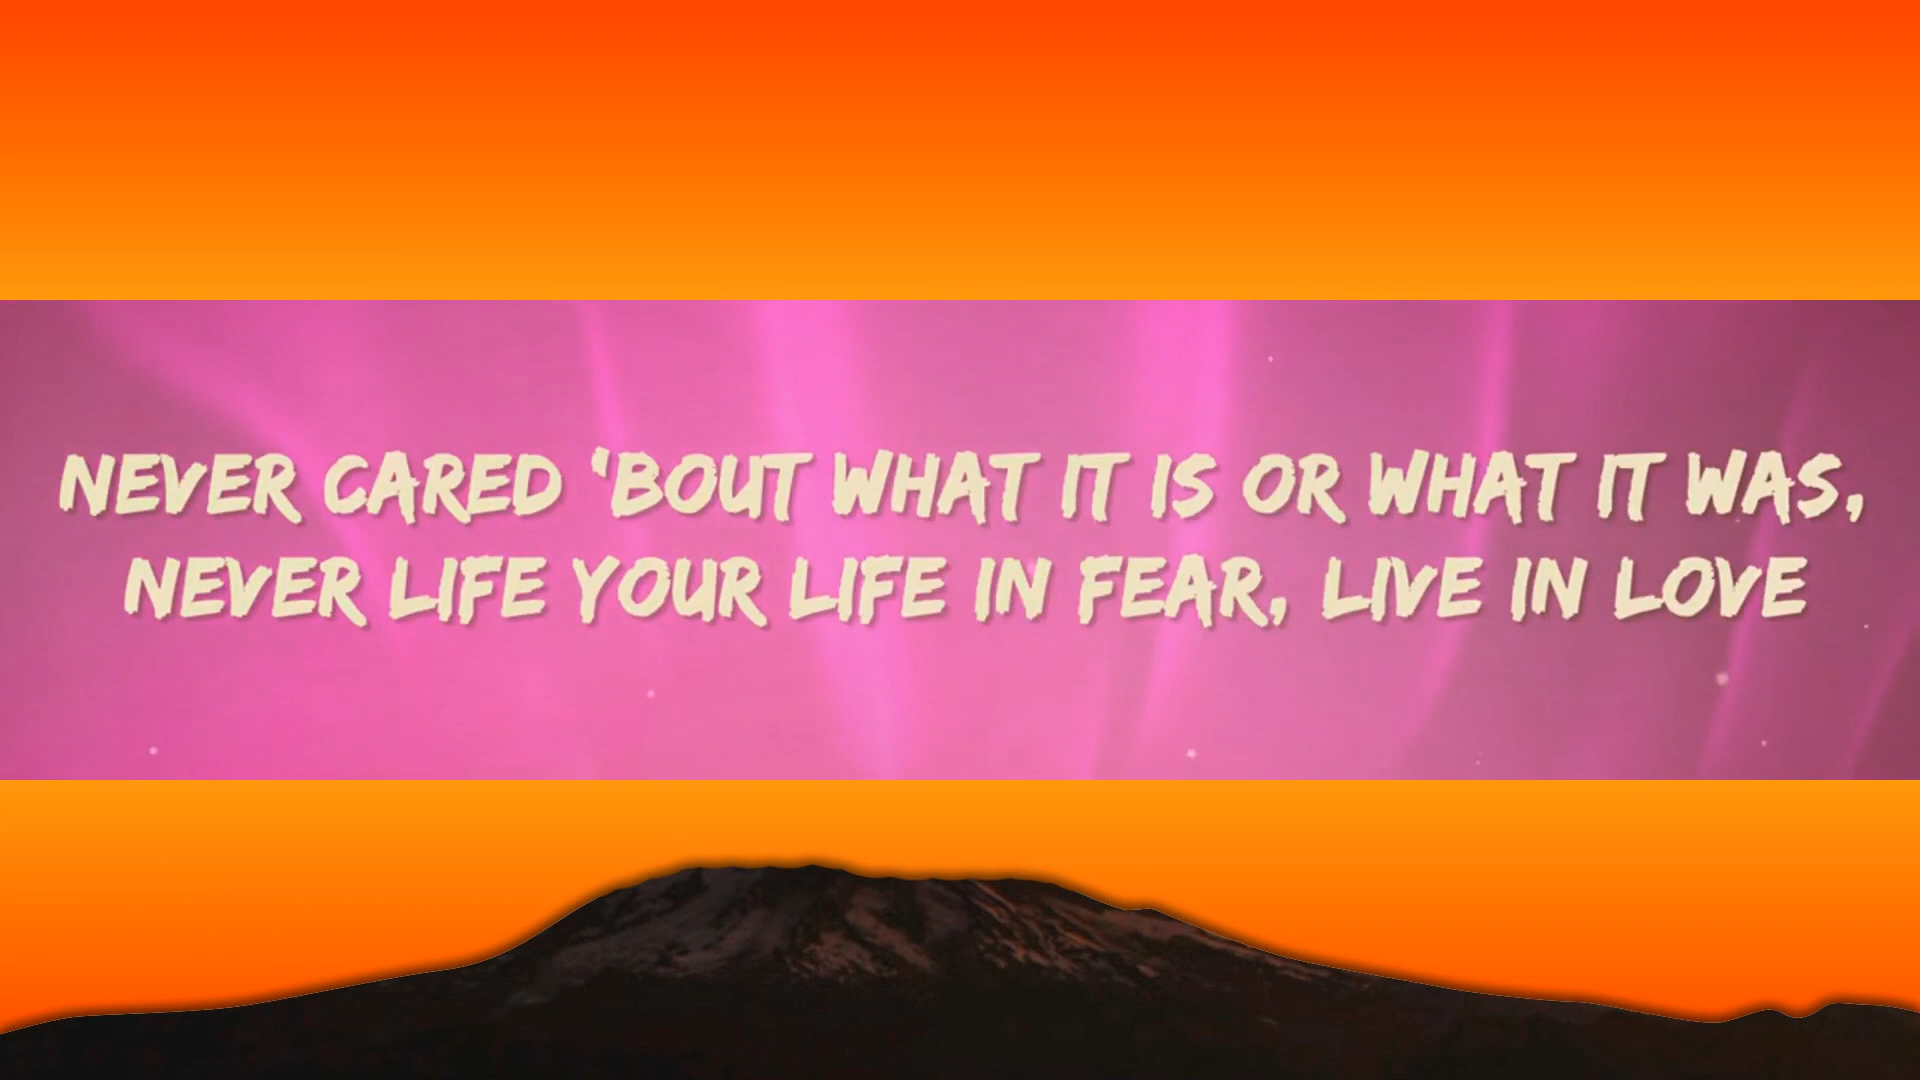 NEVER CARED 'BOUT WHAT IT IS OR WHAT IT WAS,
NEVER LIFE YOUR LIFE IN FEAR, LIVE IN LOVE